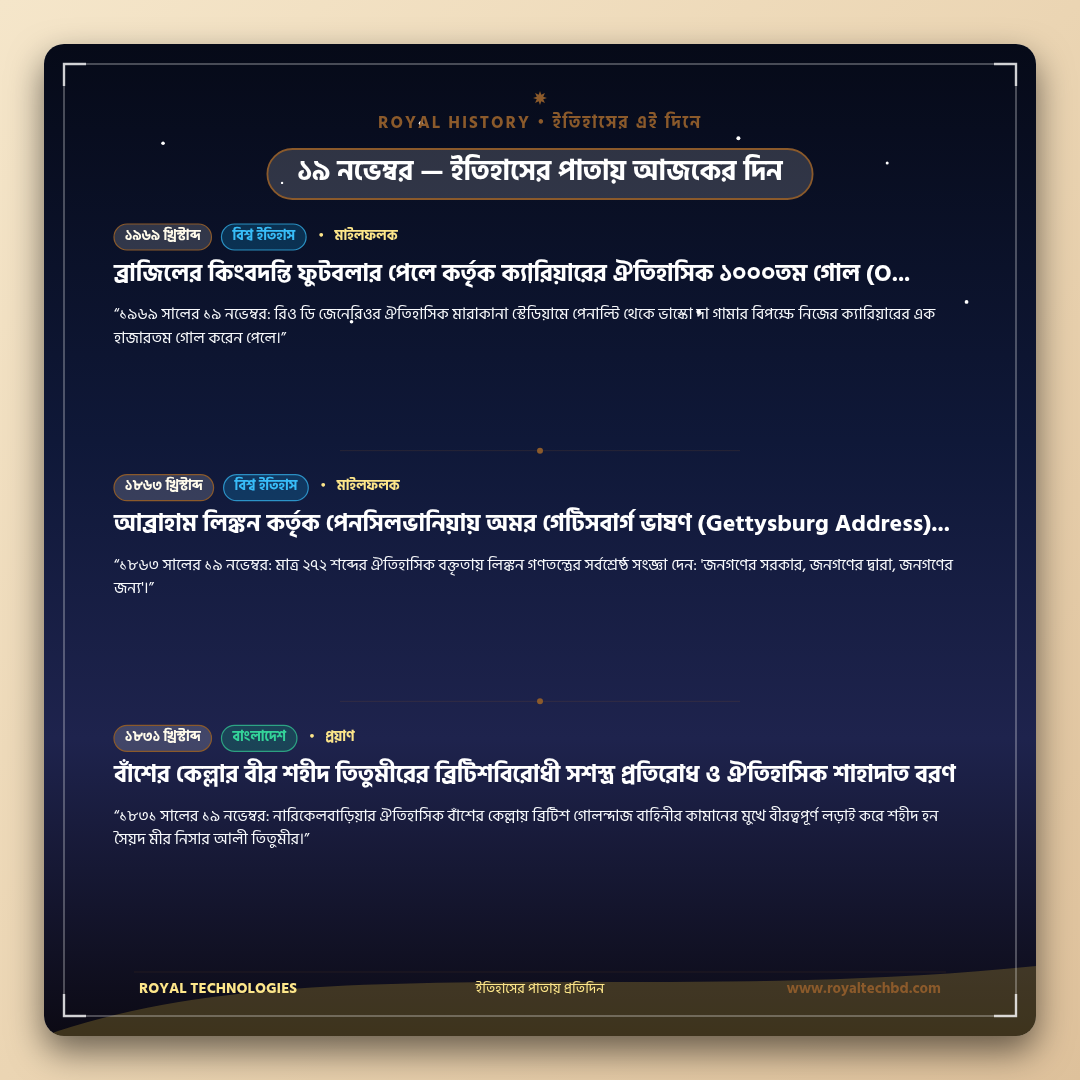 ROYAL HISTORY • ইতিহাসের এই দিনে
১৯ নভেম্বর — ইতিহাসের পাতায় আজকের দিন
১৯৬৯ খ্রিস্টাব্দ বিশ্ব ইতিহাস • মাইলফলক
ব্রাজিলের কিংবদন্তি ফুটবলার পেলে কর্তৃক ক্যারিয়ারের ঐতিহাসিক ১০০০তম গোল (O...
“১৯৬৯ সালের ১৯ নভেম্বর: রিও ডি জেনেরিওর ঐতিহাসিক মারাকানা স্টেডিয়ামে পেনাল্টি থেকে ভাস্কো দা গামার বিপক্ষে নিজের ক্যারিয়ারের এক
হাজারতম গোল করেন পেলে।”
১৮৬৩ খ্রিস্টাব্দ বিশ্ব ইতিহাস • মাইলফলক
আব্রাহাম লিঙ্কন কর্তৃক পেনসিলভানিয়ায় অমর গেটিসবার্গ ভাষণ (Gettysburg Address)...
“১৮৬৩ সালের ১৯ নভেম্বর: মাত্র ২৭২ শব্দের ঐতিহাসিক বক্তৃতায় লিঙ্কন গণতন্ত্রের সর্বশ্রেষ্ঠ সংজ্ঞা দেন: 'জনগণের সরকার, জনগণের দ্বারা, জনগণের
জন্য'।”
১৮৩১ খ্রিস্টাব্দ বাংলাদেশ • প্রয়াণ
বাঁশের কেল্লার বীর শহীদ তিতুমীরের ব্রিটিশবিরোধী সশস্ত্র প্রতিরোধ ও ঐতিহাসিক শাহাদাত বরণ
“১৮৩১ সালের ১৯ নভেম্বর: নারিকেলবাড়িয়ার ঐতিহাসিক বাঁশের কেল্লায় ব্রিটিশ গোলন্দাজ বাহিনীর কামানের মুখে বীরত্বপূর্ণ লড়াই করে শহীদ হন
সৈয়দ মীর নিসার আলী তিতুমীর।”
ROYAL TECHNOLOGIES ইতিহাসের পাতায় প্রতিদিন www.royaltechbd.com